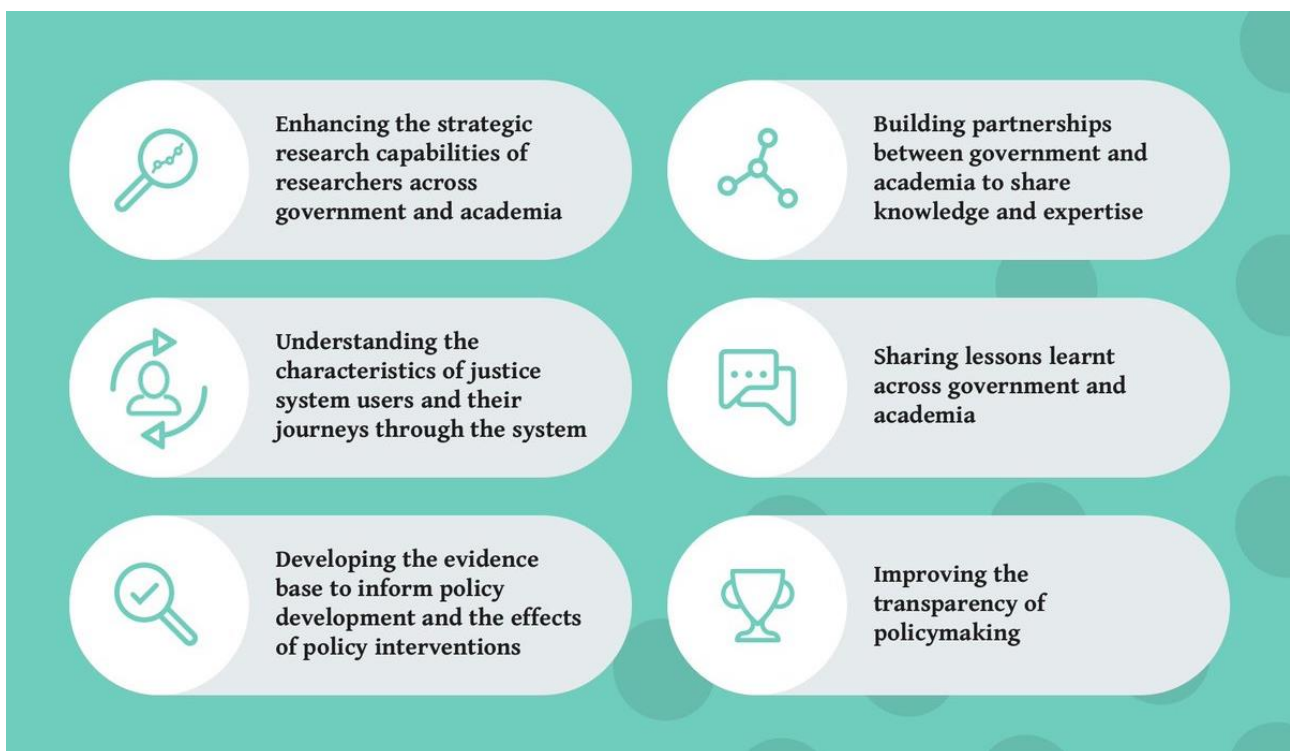 Enhancing the strategic
research capabilities of
researchers across
government and academia
Building partnerships
between government and
academia to share
knowledge and expertise
Understanding the
characteristics of justice
system users and their
journeys through the system
Sharing lessons learnt
across government and
academia
Developing the evidence
base to inform policy
development and the effects
of policy interventions
Improving the
transparency of
policymaking